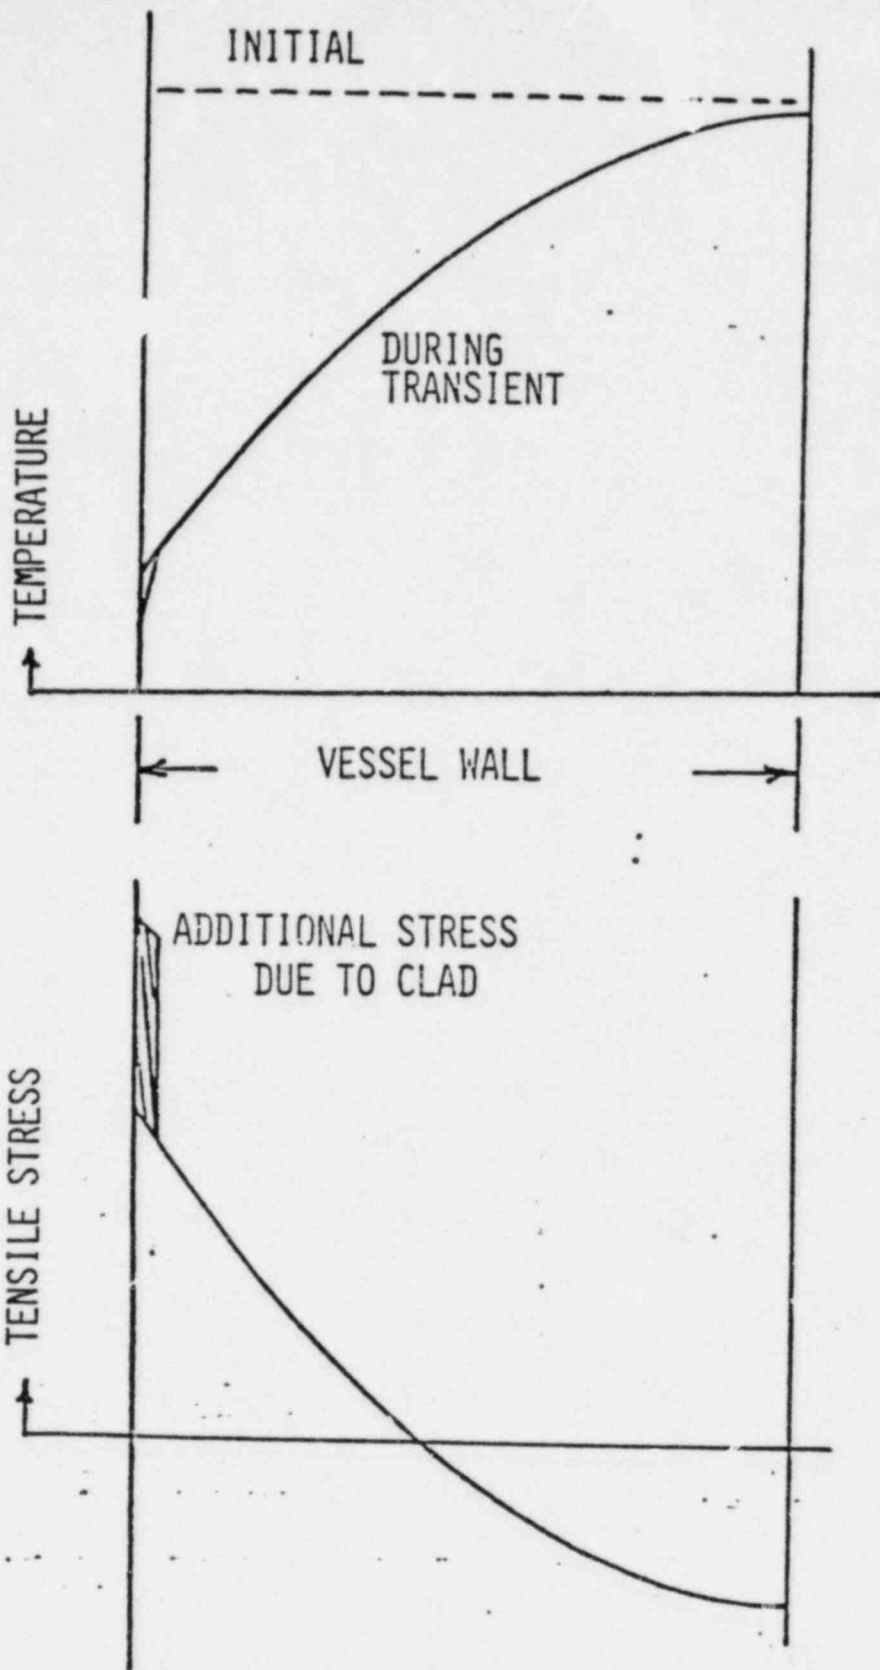 INITIAL
DURING
TRANSIENT
TEMPERATURE
VESSEL WALL
ADDITIONAL STRESS
DUE TO CLAD
TENSILE STRESS